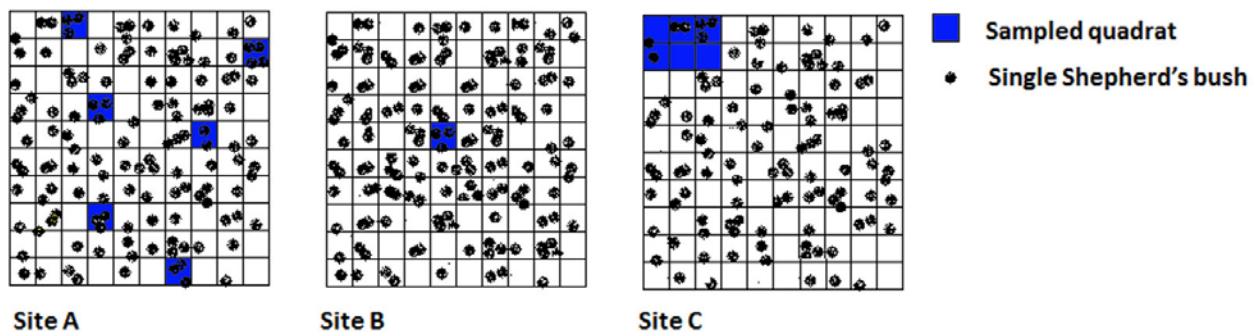 Sampled quadrat
Single Shepherd's bush
Site A
Site B
Site C